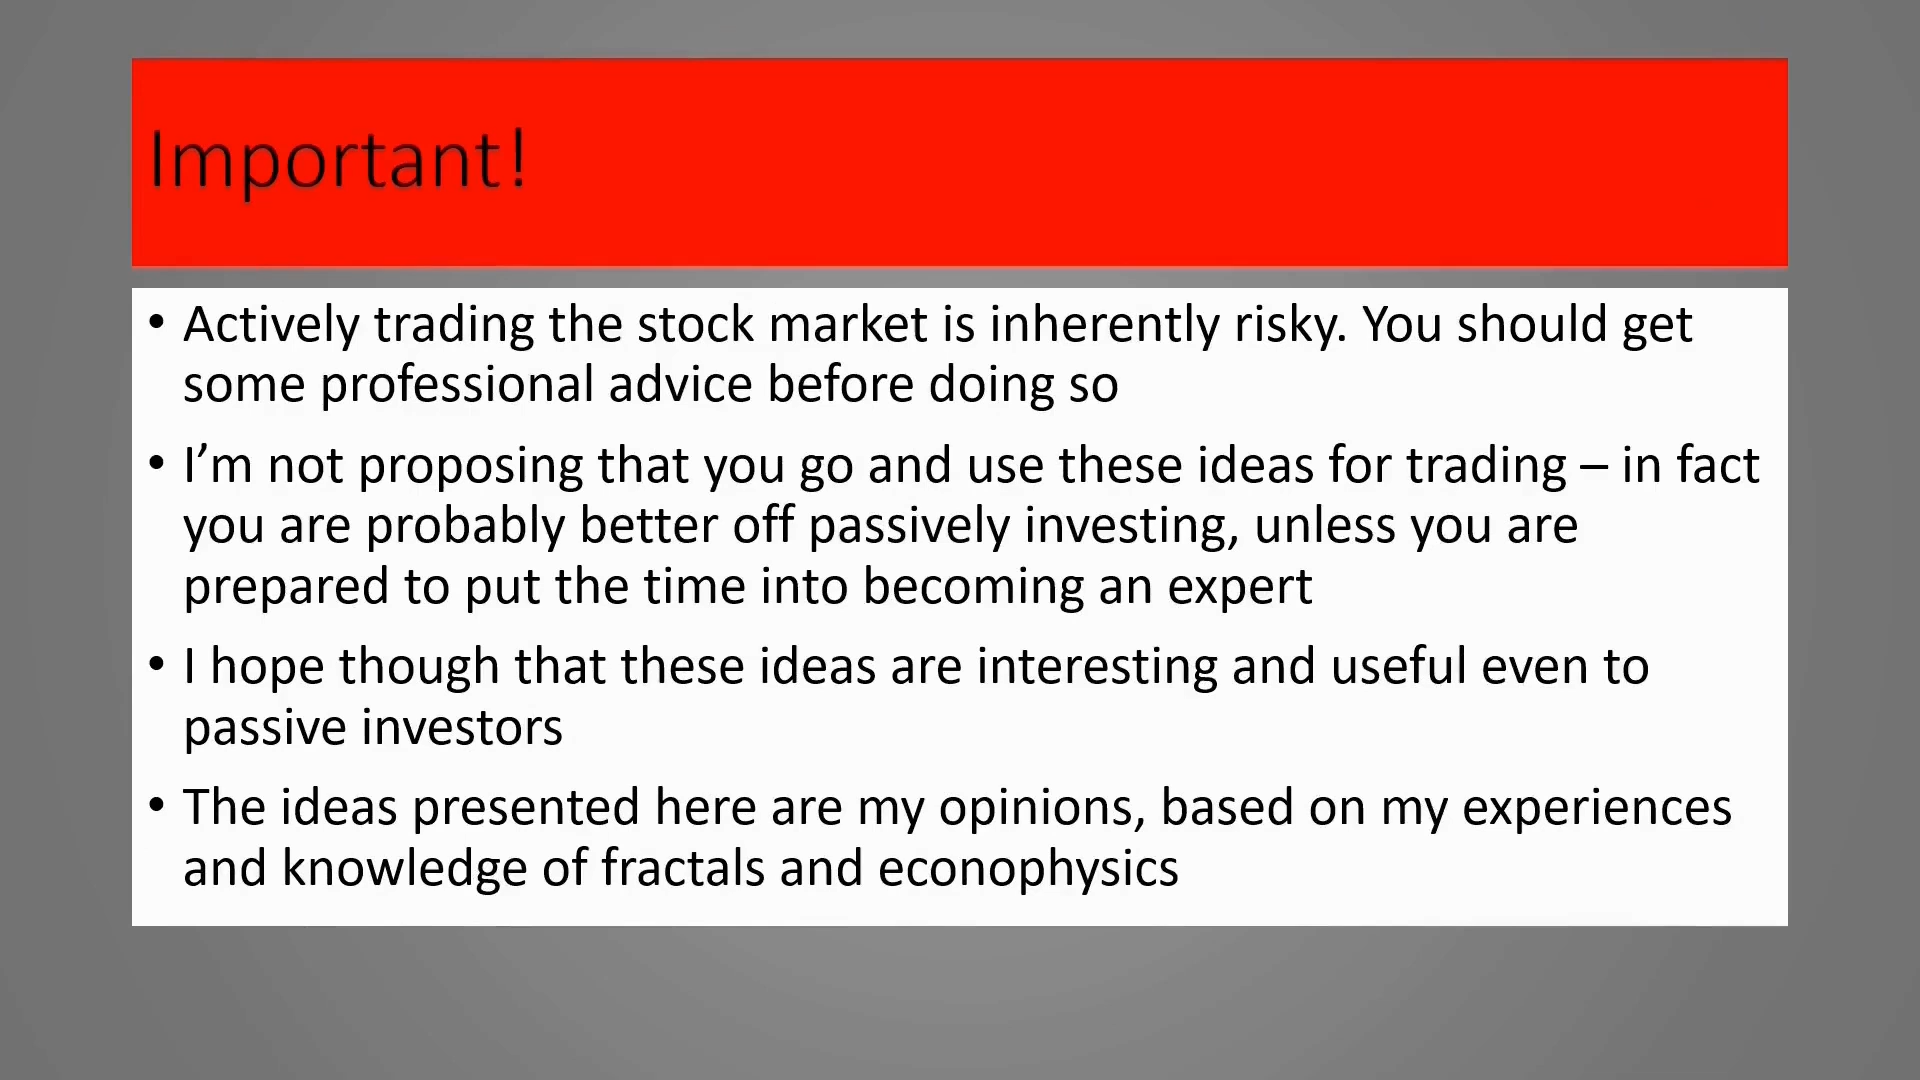 Important!
• Actively trading the stock market is inherently risky. You should get
some professional advice before doing so
• I’m not proposing that you go and use these ideas for trading – in fact
you are probably better off passively investing, unless you are
prepared to put the time into becoming an expert
• I hope though that these ideas are interesting and useful even to
passive investors
• The ideas presented here are my opinions, based on my experiences
and knowledge of fractals and econophysics